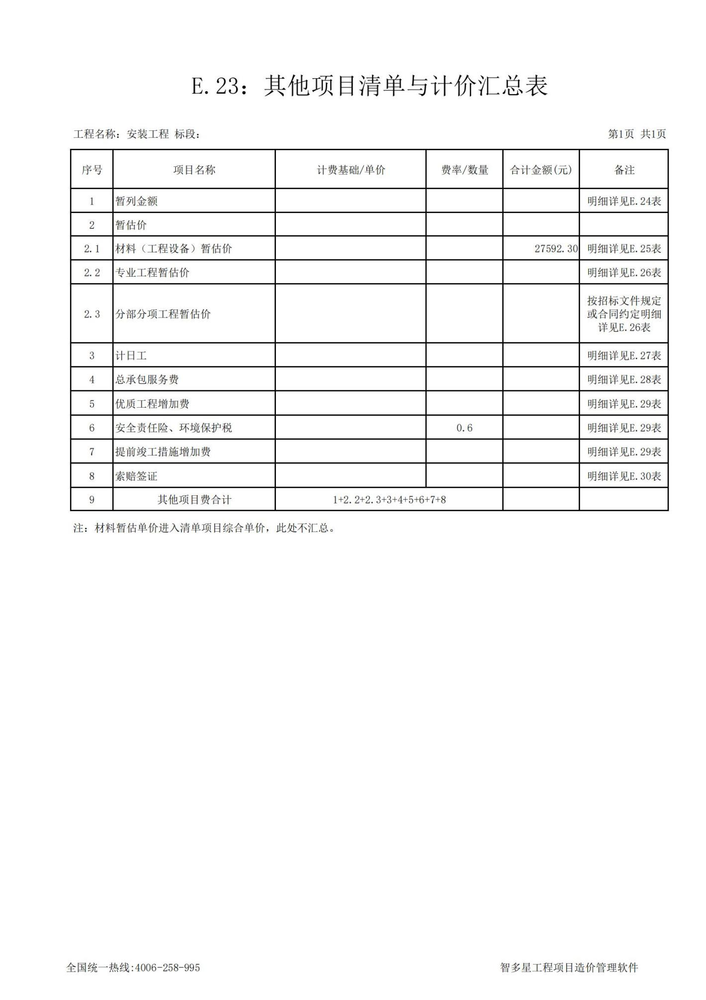 E.23：其他项目清单与计价汇总表
工程名称：安装工程 标段：
第1页 共1页
序号 项目名称 计费基础/单价 费率/数量 合计金额(元) 备注
1 暂列金额 明细详见E.24表
2 暂估价
2.1 材料（工程设备）暂估价 27592.30 明细详见E.25表
2.2 专业工程暂估价 明细详见E.26表
2.3 分部分项工程暂估价 按招标文件规定
或合同约定明细
详见E.26表
3 计日工 明细详见E.27表
4 总承包服务费 明细详见E.28表
5 优质工程增加费 明细详见E.29表
6 安全责任险、环境保护税 0.6 明细详见E.29表
7 提前竣工措施增加费 明细详见E.29表
8 索赔签证 明细详见E.30表
9 其他项目费合计 1+2.2+2.3+3+4+5+6+7+8
注：材料暂估单价进入清单项目综合单价，此处不汇总。
全国统一热线:4006-258-995
智多星工程项目造价管理软件